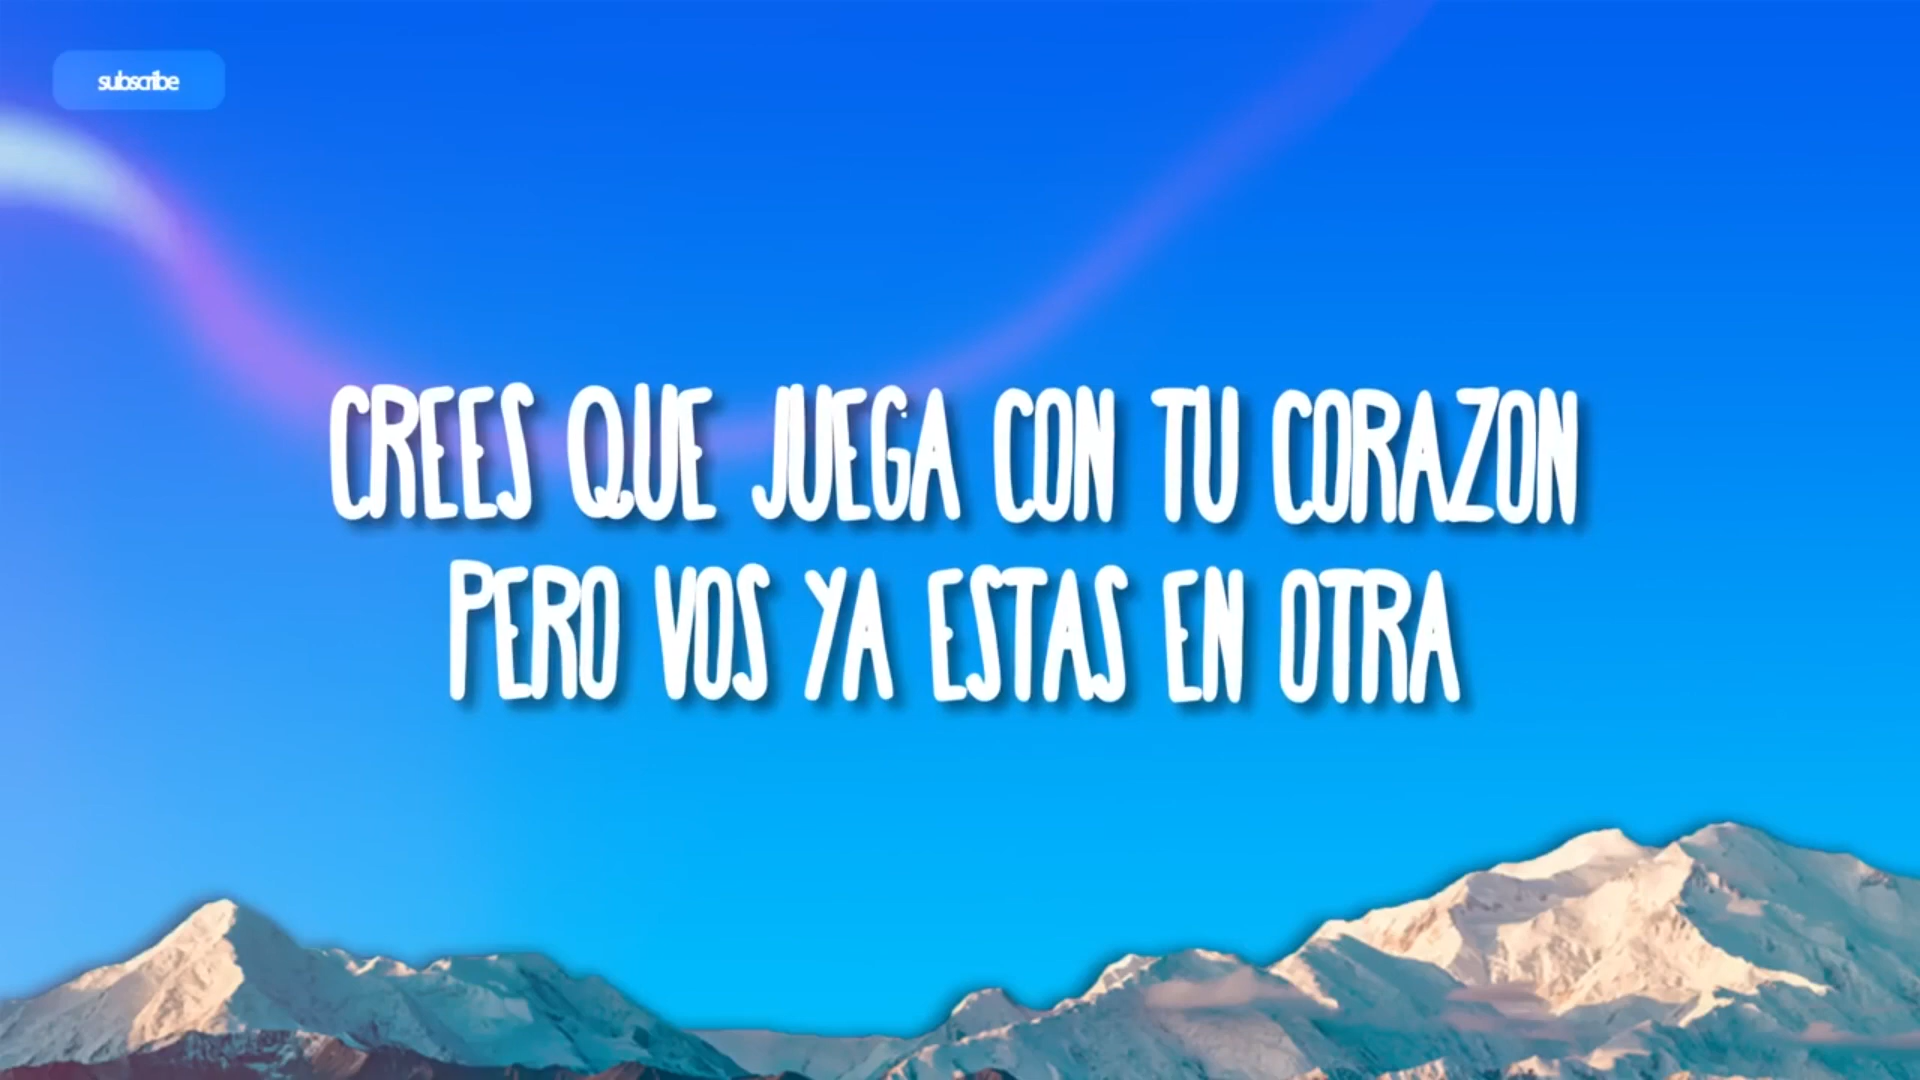 subscribe
CREES QUE JUEGA CON TU CORAZON
PERO VOS YA ESTAS EN OTRA